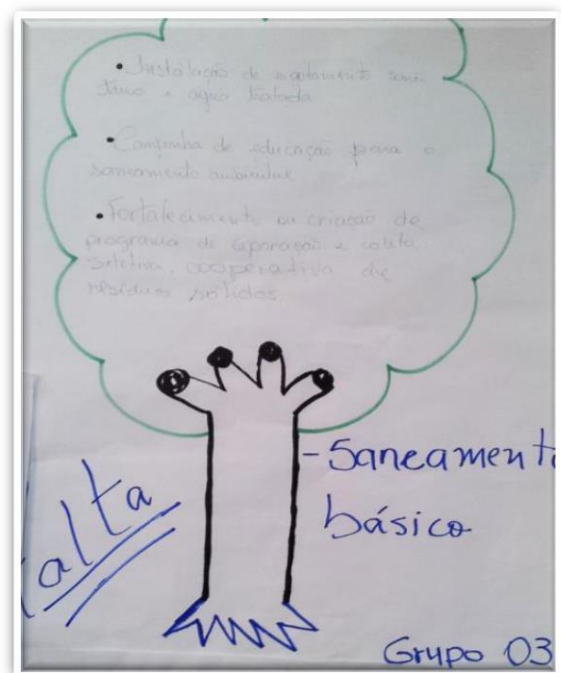 • Instalação de esgotamento sani
tário e agua tratada
• Campanha de educação para o
saneamento ambiental
• Fortalecimento ou criação de
programa de separação e coleta
seletiva, cooperativa de
resíduos sólidos.
- Saneament
básico
alta
Grupo 03